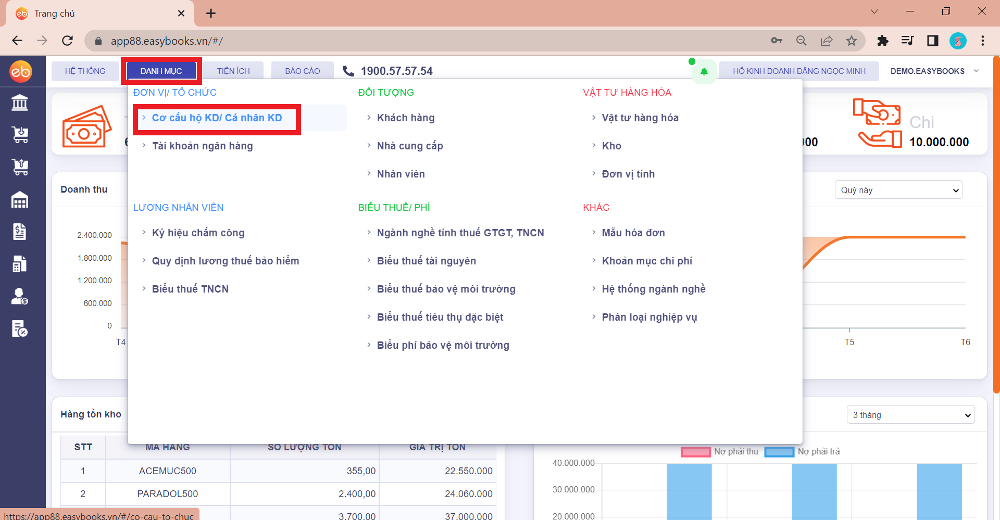 eb Trang chủ
app88.easybooks.vn/#/
eb
HỆ THỐNG DANH MỤC TIỆN ÍCH BÁO CÁO 1900.57.57.54 HỘ KINH DOANH ĐẶNG NGỌC MINH DEMO.EASYBOOKS
ĐƠN VỊ/ TỔ CHỨC
Cơ cấu hộ KD/ Cá nhân KD
Tài khoản ngân hàng
ĐỐI TƯỢNG
Khách hàng
Nhà cung cấp
Nhân viên
VẬT TƯ HÀNG HÓA
Vật tư hàng hóa
Kho
Đơn vị tính
LƯƠNG NHÂN VIÊN
Ký hiệu chấm công
Quy định lương thuế bảo hiểm
Biểu thuế TNCN
BIỂU THUẾ/ PHÍ
Ngành nghề tính thuế GTGT, TNCN
Biểu thuế tài nguyên
Biểu thuế bảo vệ môi trường
Biểu thuế tiêu thụ đặc biệt
Biểu phí bảo vệ môi trường
KHÁC
Mẫu hóa đơn
Khoản mục chi phí
Hệ thống ngành nghề
Phân loại nghiệp vụ
Chi
10.000.000
Doanh thu
Quý này
2.400.000
1.800.000
1.200.000
600.000
0
T4 T5 T6
Hàng tồn kho
3 tháng
STT MÃ HÀNG SỐ LƯỢNG TỒN GIÁ TRỊ TỒN
1 ACEMUC500 355,00 22.550.000
2 PARADOL500 2.400,00 24.060.000
3.700,00 37.000.000
Nợ phải thu Nợ phải trả
40.000.000
30.000.000
20.000.000
https://app88.easybooks.vn/#/co-cau-to-chuc